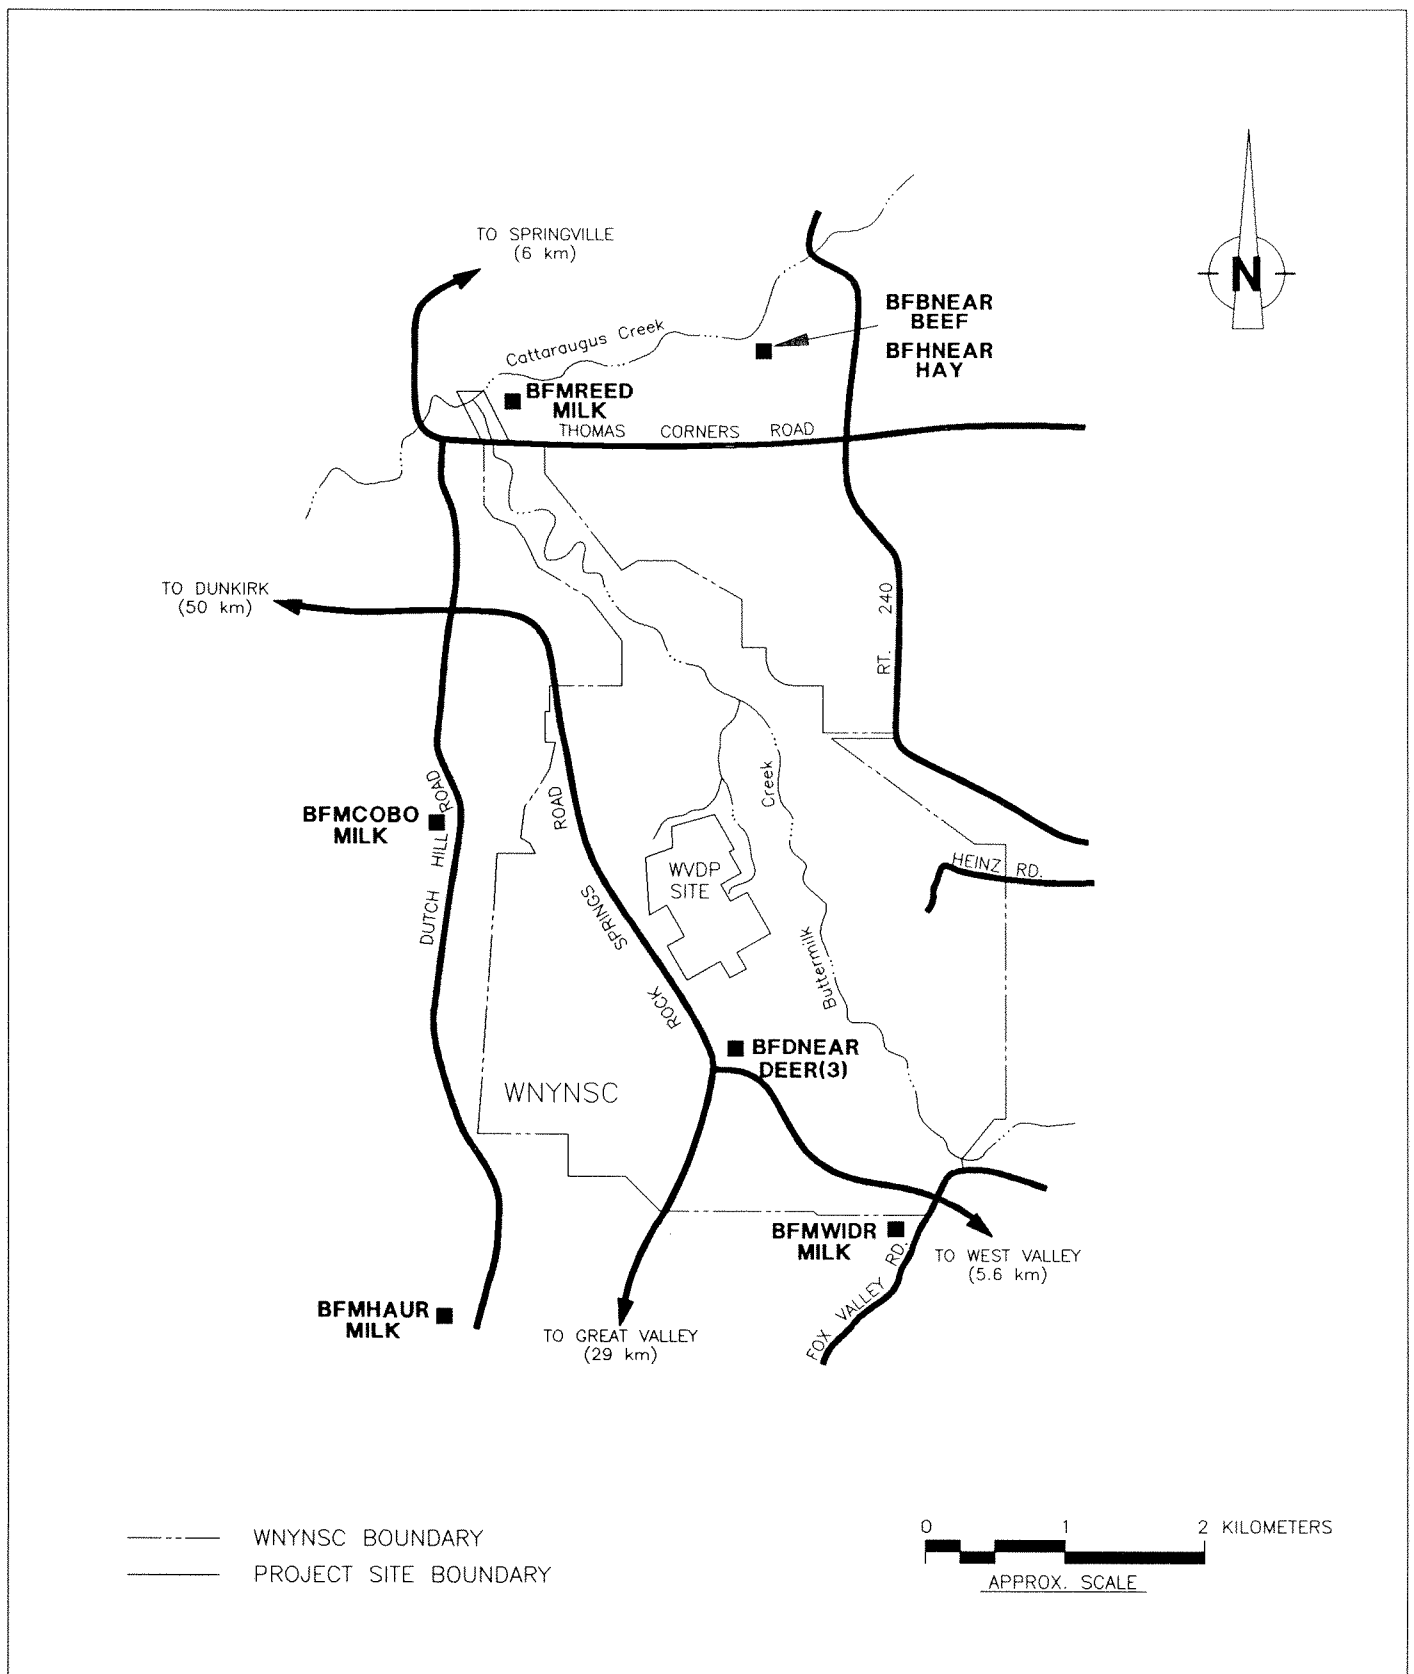 TO SPRINGVILLE
(6 km)
N
BFBNEAR
BEEF
BFHNEAR
HAY
Cattaraugus Creek
BFMREED
MILK
THOMAS CORNERS ROAD
TO DUNKIRK
(50 km)
RT. 240
BFMCOBO
MILK
DUTCH HILL ROAD
ROCK SPRINGS ROAD
WVDP
SITE
Buttermilk Creek
HEINZ RD.
BFDNEAR
DEER(3)
WNYNSC
BFMWIDR
MILK
TO WEST VALLEY
(5.6 km)
FOX VALLEY RD.
BFMHAUR
MILK
TO GREAT VALLEY
(29 km)
WNYNSC BOUNDARY
PROJECT SITE BOUNDARY
0 1 2 KILOMETERS
APPROX. SCALE